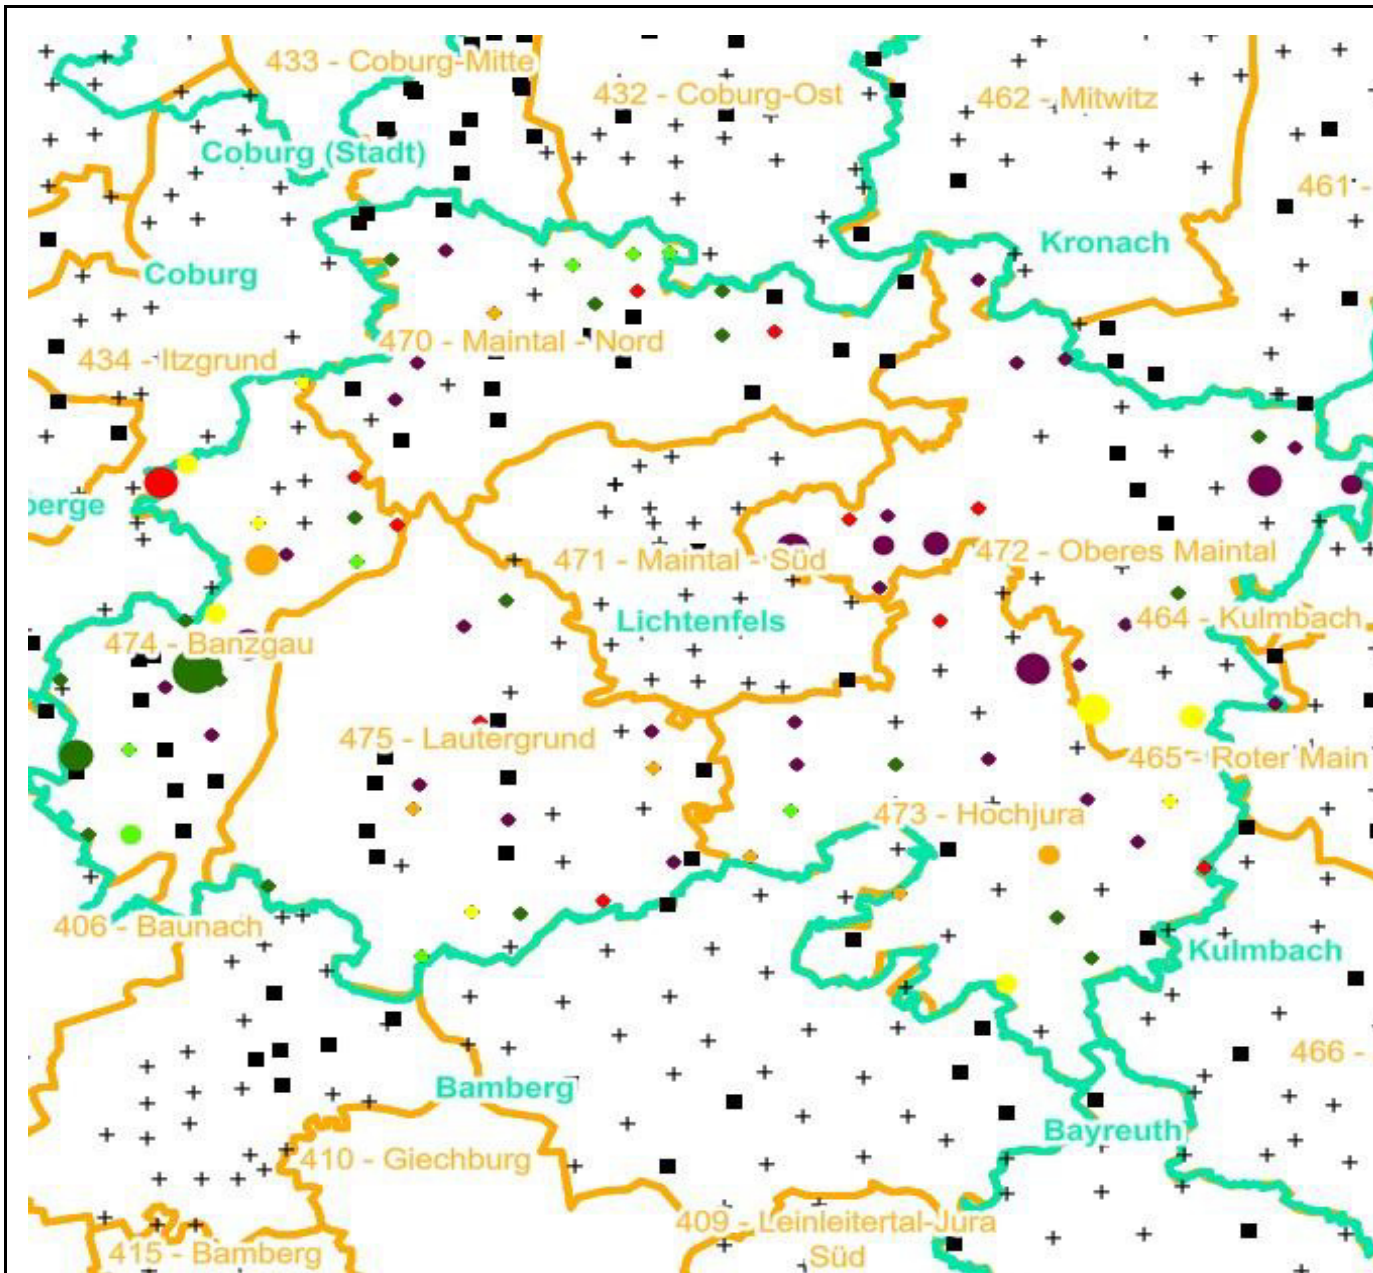 433 - Coburg-Mitte
432 - Coburg-Ost
462 - Mitwitz
Coburg (Stadt)
461 -
Kronach
Coburg
470 - Maintal - Nord
434 - Itzgrund
berge
471 - Maintal - Süd
472 - Oberes Maintal
Lichtenfels
464 - Kulmbach
474 - Banzgau
475 - Lautergrund
465 - Roter Main
473 - Hochjura
406 - Baunach
Kulmbach
466 -
Bamberg
Bayreuth
410 - Giechburg
409 - Leinleitertal-Jura
Süd
415 - Bamberg